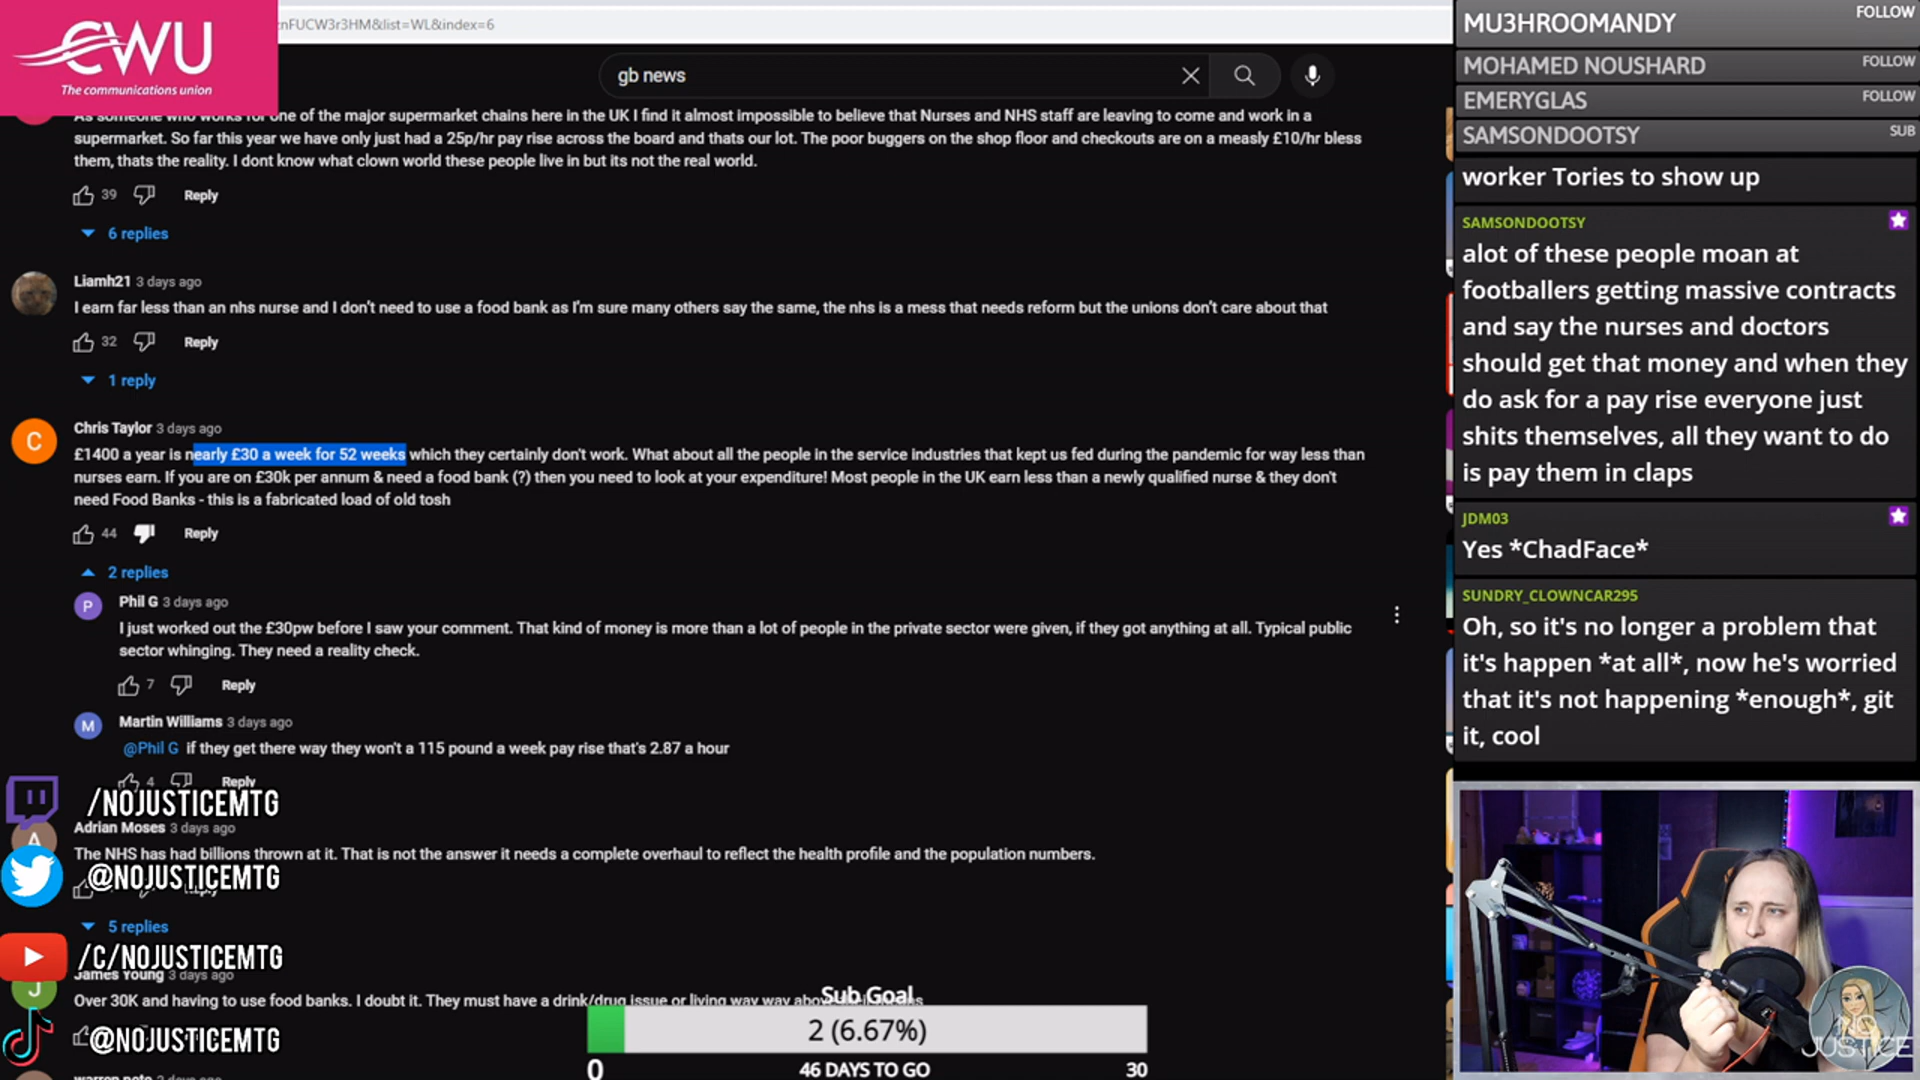 CWU
The communications union
nFUCW3r3HM&list=WL&index=6
gb news
As someone who works for one of the major supermarket chains here in the UK I find it almost impossible to believe that Nurses and NHS staff are leaving to come and work in a
supermarket. So far this year we have only just had a 25p/hr pay rise across the board and thats our lot. The poor buggers on the shop floor and checkouts are on a measly £10/hr bless
them, thats the reality. I dont know what clown world these people live in but its not the real world.
39 Reply
6 replies
Liamh21 3 days ago
I earn far less than an nhs nurse and I don't need to use a food bank as I'm sure many others say the same, the nhs is a mess that needs reform but the unions don't care about that
32 Reply
1 reply
C
Chris Taylor 3 days ago
£1400 a year is nearly £30 a week for 52 weeks which they certainly don't work. What about all the people in the service industries that kept us fed during the pandemic for way less than
nurses earn. If you are on £30k per annum & need a food bank (?) then you need to look at your expenditure! Most people in the UK earn less than a newly qualified nurse & they don't
need Food Banks - this is a fabricated load of old tosh
44 Reply
2 replies
P
Phil G 3 days ago
I just worked out the £30pw before I saw your comment. That kind of money is more than a lot of people in the private sector were given, if they got anything at all. Typical public
sector whinging. They need a reality check.
7 Reply
M
Martin Williams 3 days ago
@Phil G if they get there way they won't a 115 pound a week pay rise that's 2.87 a hour
4 Reply
/NOJUSTICEMTG
A
Adrian Moses 3 days ago
The NHS has had billions thrown at it. That is not the answer it needs a complete overhaul to reflect the health profile and the population numbers.
@NOJUSTICEMTG
5 replies
/C/NOJUSTICEMTG
J
James Young 3 days ago
Over 30K and having to use food banks. I doubt it. They must have a drink/drug issue or living way way above
@NOJUSTICEMTG
Sub Goal
2 (6.67%)
0 46 DAYS TO GO 30
MU3HROOMANDY FOLLOW
MOHAMED NOUSHARD FOLLOW
EMERYGLAS FOLLOW
SAMSONDOOTSY SUB
worker Tories to show up
SAMSONDOOTSY
alot of these people moan at
footballers getting massive contracts
and say the nurses and doctors
should get that money and when they
do ask for a pay rise everyone just
shits themselves, all they want to do
is pay them in claps
JDM03
Yes *ChadFace*
SUNDRY_CLOWNCAR295
Oh, so it's no longer a problem that
it's happen *at all*, now he's worried
that it's not happening *enough*, git
it, cool
NO
JUSTICE